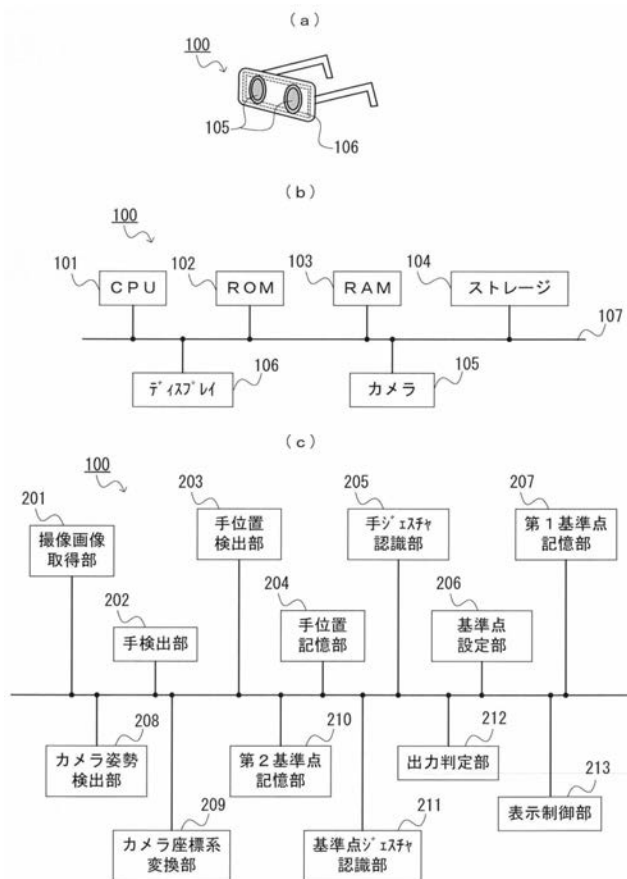 (a)
100
105
106
(b)
100
101
102
103
104
CPU
ROM
RAM
ストレージ
107
ディスプレイ
カメラ
106
105
(c)
100
201
203
205
207
撮像画像
取得部
手位置
検出部
手ジェスチャ
認識部
第1基準点
記憶部
202
204
206
手検出部
手位置
記憶部
基準点
設定部
208
210
212
カメラ姿勢
検出部
第2基準点
記憶部
出力判定部
213
209
211
表示制御部
カメラ座標系
変換部
基準点ジェスチャ
認識部